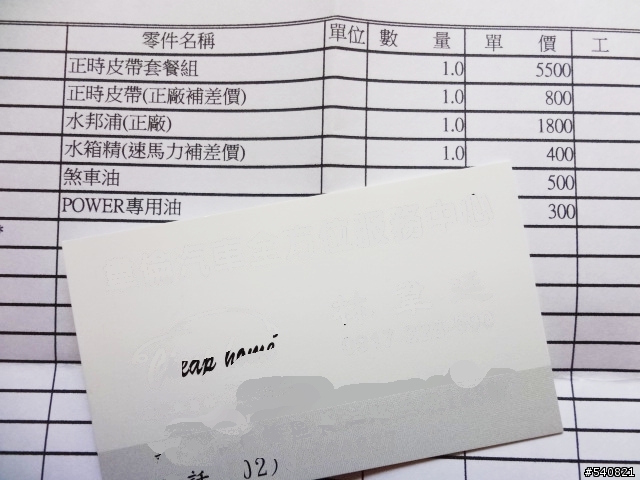 零件名稱 單位 數量 單價 工
正時皮帶套餐組 1.0 5500
正時皮帶(正廠補差價) 1.0 800
水邦浦(正廠) 1.0 1800
水箱精(速馬力補差價) 1.0 400
煞車油 500
POWER專用油 300
話 02)
#540821